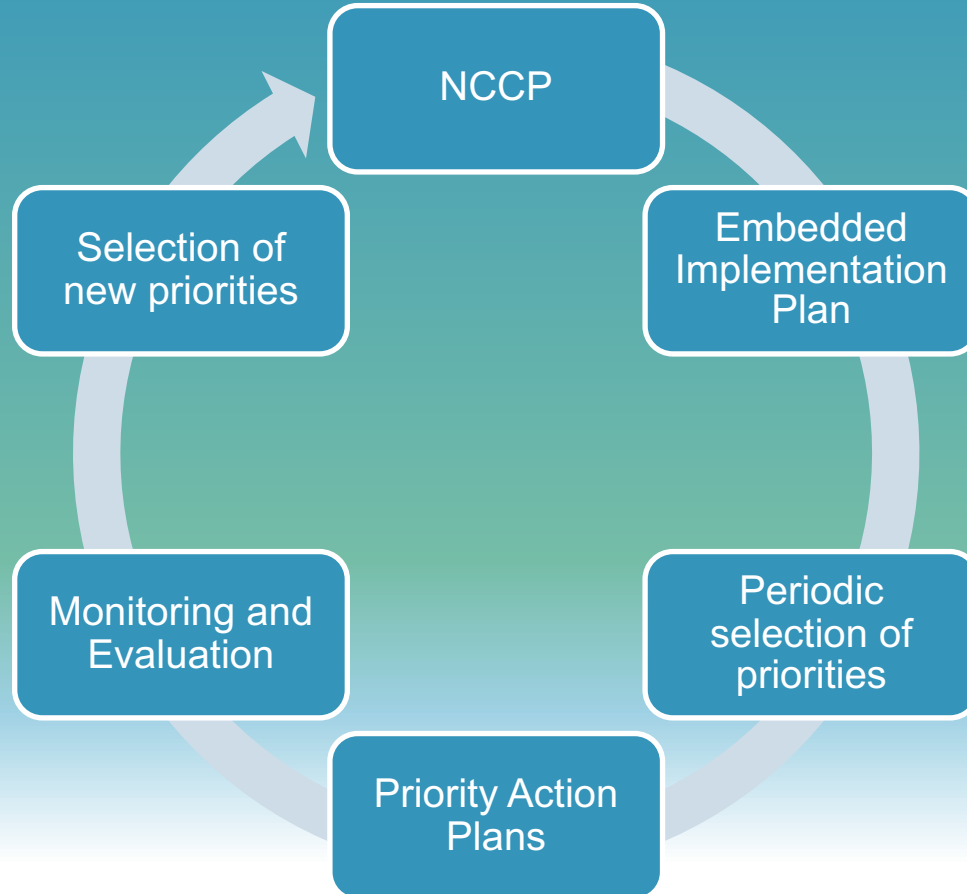 NCCP
Embedded
Implementation
Plan
Periodic
selection of
priorities
Priority Action
Plans
Monitoring and
Evaluation
Selection of
new priorities